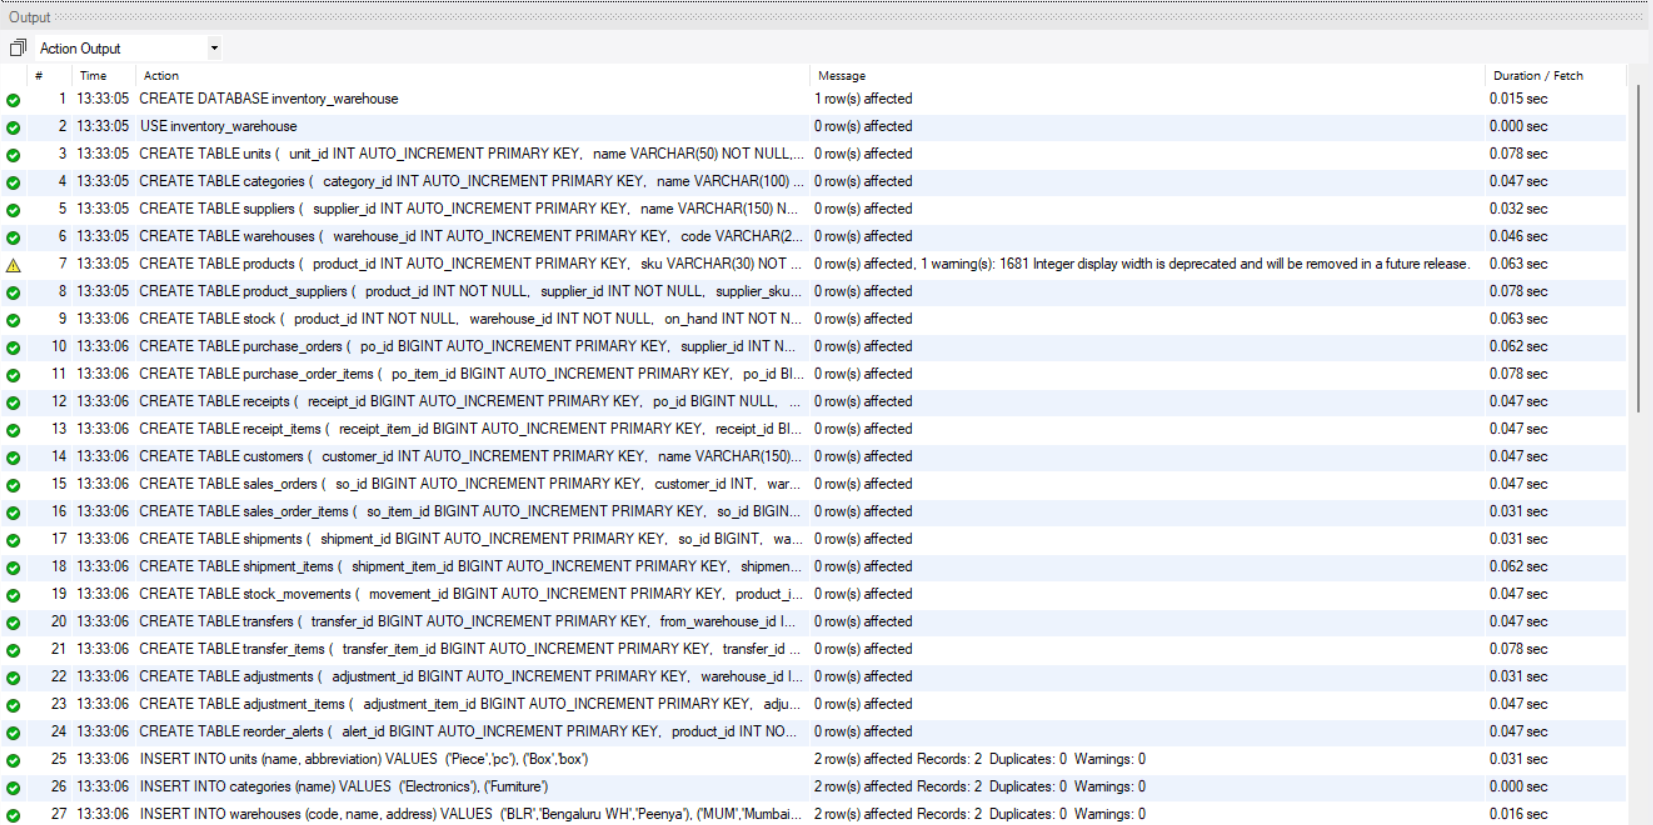 Output
Action Output
# Time Action Message Duration / Fetch
1 13:33:05 CREATE DATABASE inventory_warehouse 1 row(s) affected 0.015 sec
2 13:33:05 USE inventory_warehouse 0 row(s) affected 0.000 sec
3 13:33:05 CREATE TABLE units ( unit_id INT AUTO_INCREMENT PRIMARY KEY, name VARCHAR(50) NOT NULL,... 0 row(s) affected 0.078 sec
4 13:33:05 CREATE TABLE categories ( category_id INT AUTO_INCREMENT PRIMARY KEY, name VARCHAR(100) ... 0 row(s) affected 0.047 sec
5 13:33:05 CREATE TABLE suppliers ( supplier_id INT AUTO_INCREMENT PRIMARY KEY, name VARCHAR(150) N... 0 row(s) affected 0.032 sec
6 13:33:05 CREATE TABLE warehouses ( warehouse_id INT AUTO_INCREMENT PRIMARY KEY, code VARCHAR(2... 0 row(s) affected 0.046 sec
7 13:33:05 CREATE TABLE products ( product_id INT AUTO_INCREMENT PRIMARY KEY, sku VARCHAR(30) NOT ... 0 row(s) affected, 1 warning(s): 1681 Integer display width is deprecated and will be removed in a future release. 0.063 sec
8 13:33:05 CREATE TABLE product_suppliers ( product_id INT NOT NULL, supplier_id INT NOT NULL, supplier_sku... 0 row(s) affected 0.078 sec
9 13:33:06 CREATE TABLE stock ( product_id INT NOT NULL, warehouse_id INT NOT NULL, on_hand INT NOT N... 0 row(s) affected 0.063 sec
10 13:33:06 CREATE TABLE purchase_orders ( po_id BIGINT AUTO_INCREMENT PRIMARY KEY, supplier_id INT N... 0 row(s) affected 0.062 sec
11 13:33:06 CREATE TABLE purchase_order_items ( po_item_id BIGINT AUTO_INCREMENT PRIMARY KEY, po_id BI... 0 row(s) affected 0.078 sec
12 13:33:06 CREATE TABLE receipts ( receipt_id BIGINT AUTO_INCREMENT PRIMARY KEY, po_id BIGINT NULL, ... 0 row(s) affected 0.047 sec
13 13:33:06 CREATE TABLE receipt_items ( receipt_item_id BIGINT AUTO_INCREMENT PRIMARY KEY, receipt_id BI... 0 row(s) affected 0.047 sec
14 13:33:06 CREATE TABLE customers ( customer_id INT AUTO_INCREMENT PRIMARY KEY, name VARCHAR(150)... 0 row(s) affected 0.047 sec
15 13:33:06 CREATE TABLE sales_orders ( so_id BIGINT AUTO_INCREMENT PRIMARY KEY, customer_id INT, war... 0 row(s) affected 0.047 sec
16 13:33:06 CREATE TABLE sales_order_items ( so_item_id BIGINT AUTO_INCREMENT PRIMARY KEY, so_id BIGIN... 0 row(s) affected 0.031 sec
17 13:33:06 CREATE TABLE shipments ( shipment_id BIGINT AUTO_INCREMENT PRIMARY KEY, so_id BIGINT, wa... 0 row(s) affected 0.031 sec
18 13:33:06 CREATE TABLE shipment_items ( shipment_item_id BIGINT AUTO_INCREMENT PRIMARY KEY, shipmen... 0 row(s) affected 0.062 sec
19 13:33:06 CREATE TABLE stock_movements ( movement_id BIGINT AUTO_INCREMENT PRIMARY KEY, product_i... 0 row(s) affected 0.047 sec
20 13:33:06 CREATE TABLE transfers ( transfer_id BIGINT AUTO_INCREMENT PRIMARY KEY, from_warehouse_id I... 0 row(s) affected 0.047 sec
21 13:33:06 CREATE TABLE transfer_items ( transfer_item_id BIGINT AUTO_INCREMENT PRIMARY KEY, transfer_id ... 0 row(s) affected 0.078 sec
22 13:33:06 CREATE TABLE adjustments ( adjustment_id BIGINT AUTO_INCREMENT PRIMARY KEY, warehouse_id I... 0 row(s) affected 0.031 sec
23 13:33:06 CREATE TABLE adjustment_items ( adjustment_item_id BIGINT AUTO_INCREMENT PRIMARY KEY, adju... 0 row(s) affected 0.047 sec
24 13:33:06 CREATE TABLE reorder_alerts ( alert_id BIGINT AUTO_INCREMENT PRIMARY KEY, product_id INT NO... 0 row(s) affected 0.047 sec
25 13:33:06 INSERT INTO units (name, abbreviation) VALUES ('Piece','pc'), ('Box','box') 2 row(s) affected Records: 2 Duplicates: 0 Warnings: 0 0.031 sec
26 13:33:06 INSERT INTO categories (name) VALUES ('Electronics'), ('Furniture') 2 row(s) affected Records: 2 Duplicates: 0 Warnings: 0 0.000 sec
27 13:33:06 INSERT INTO warehouses (code, name, address) VALUES ('BLR','Bengaluru WH','Peenya'), ('MUM','Mumbai... 2 row(s) affected Records: 2 Duplicates: 0 Warnings: 0 0.016 sec